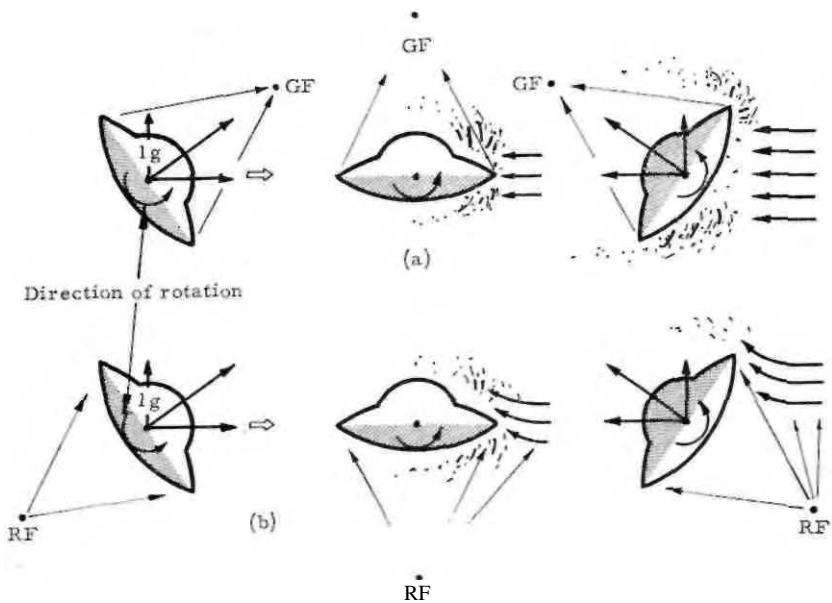 GF
GF
GF
1g
(a)
Direction of rotation
1g
RF
(b)
RF
RF